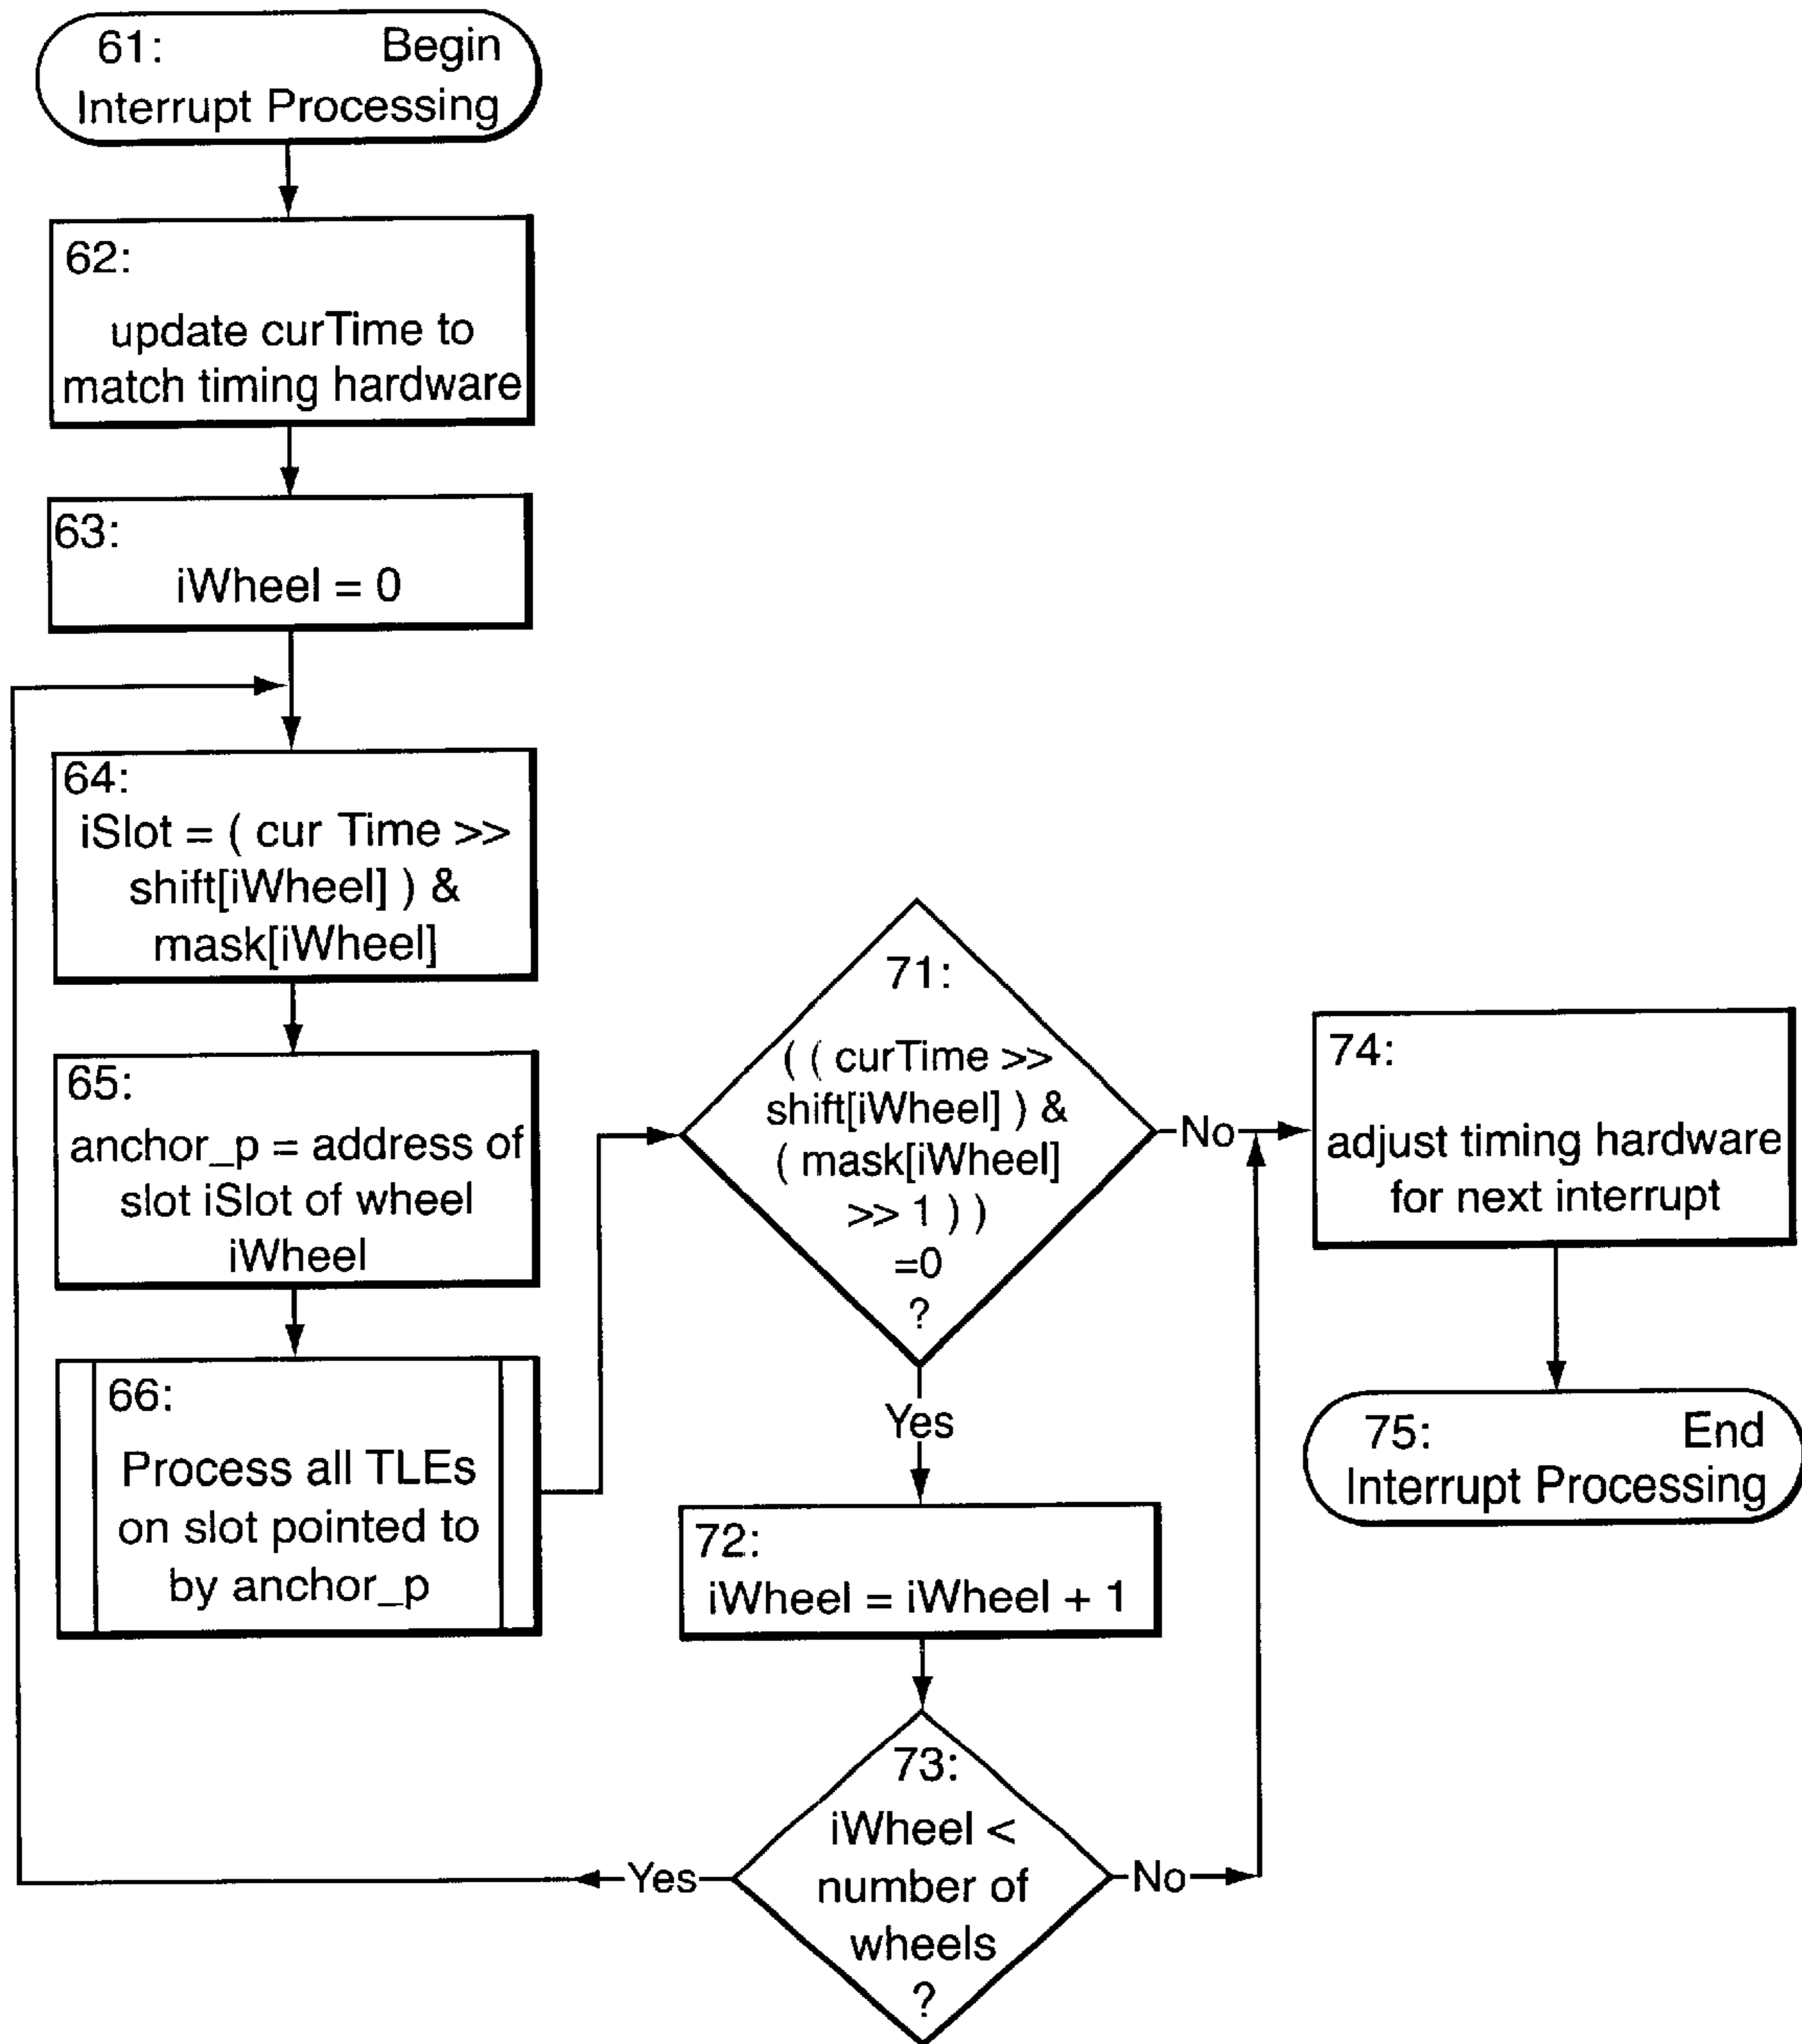 61: Begin
Interrupt Processing
62:
update curTime to
match timing hardware
63:
iWheel = 0
64:
iSlot = ( cur Time >>
shift[iWheel] ) &
mask[iWheel]
65:
anchor_p = address of
slot iSlot of wheel
iWheel
66:
Process all TLEs
on slot pointed to
by anchor_p
71:
( ( curTime >>
shift[iWheel] ) &
( mask[iWheel]
>> 1 ) )
=0
?
No
Yes
72:
iWheel = iWheel + 1
73:
iWheel <
number of
wheels
?
Yes
No
74:
adjust timing hardware
for next interrupt
75: End
Interrupt Processing